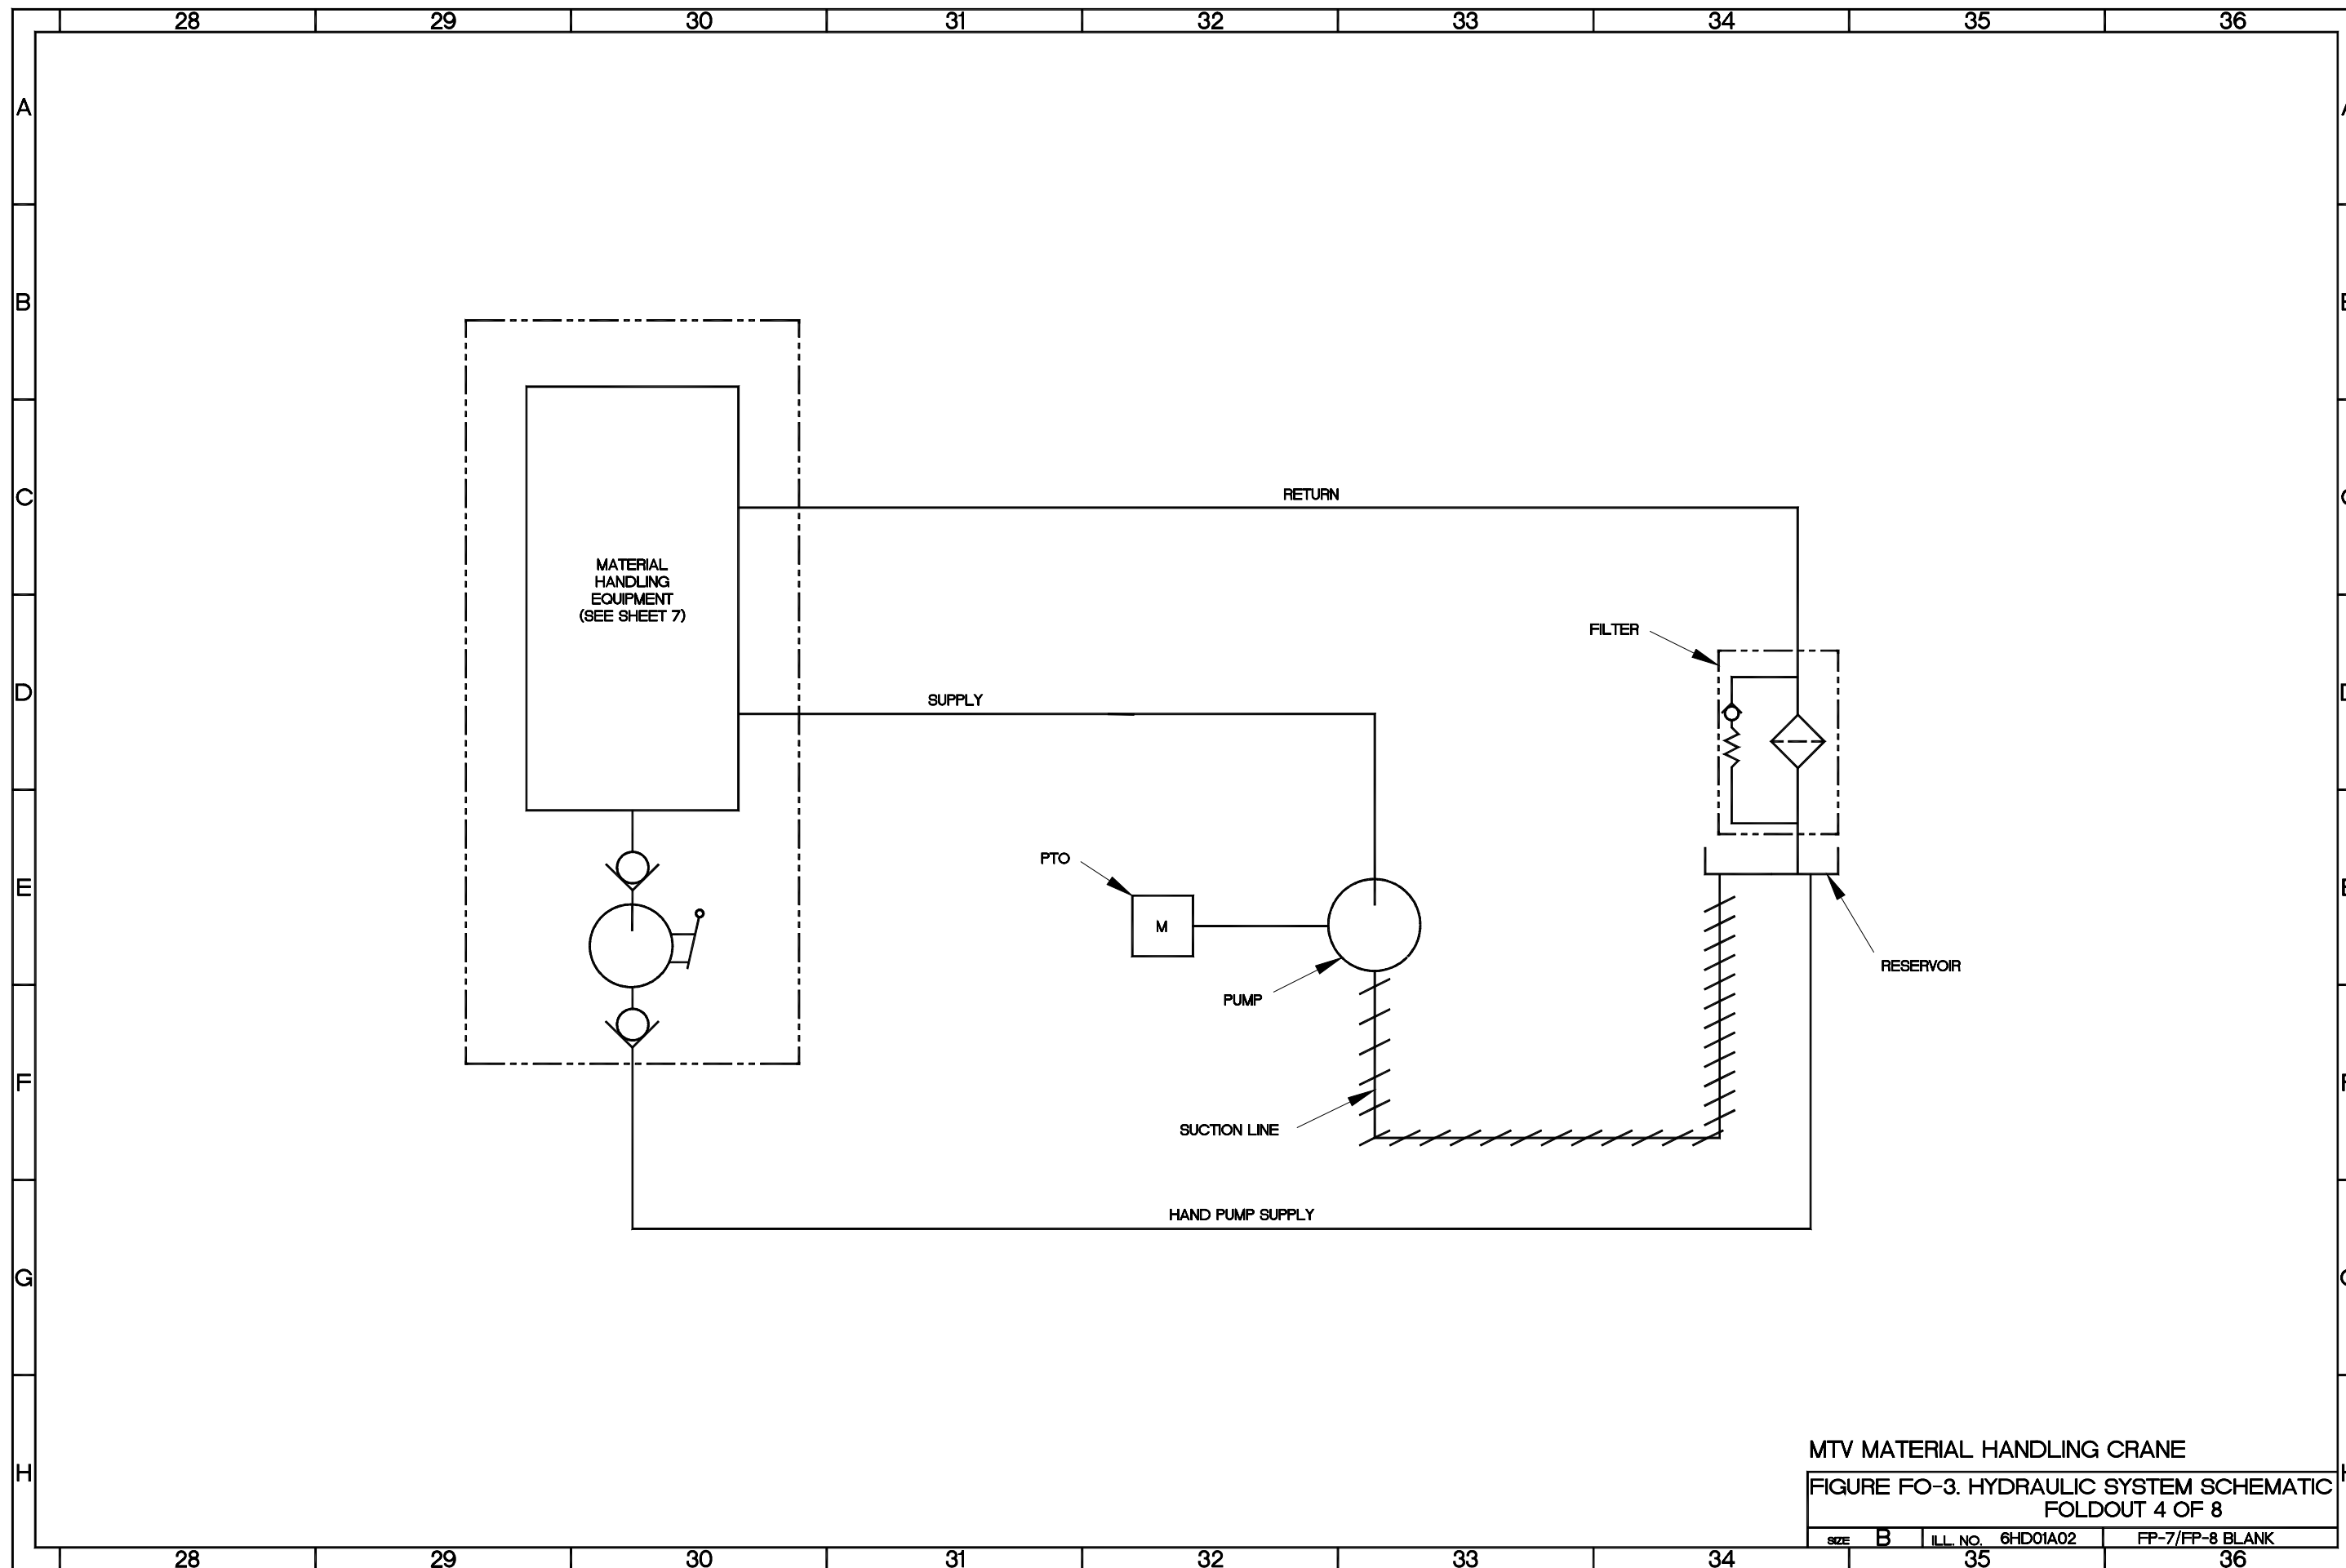 28 29 30 31 32 33 34 35 36
A
B
C
D
E
F
G
H
RETURN
MATERIAL
HANDLING
EQUIPMENT
(SEE SHEET 7)
FILTER
SUPPLY
PTO
M
RESERVOIR
PUMP
SUCTION LINE
HAND PUMP SUPPLY
MTV MATERIAL HANDLING CRANE
FIGURE FO-3. HYDRAULIC SYSTEM SCHEMATIC
FOLDOUT 4 OF 8
SIZE B ILL. NO. 6HD01A02 FP-7/FP-8 BLANK
28 29 30 31 32 33 34 35 36